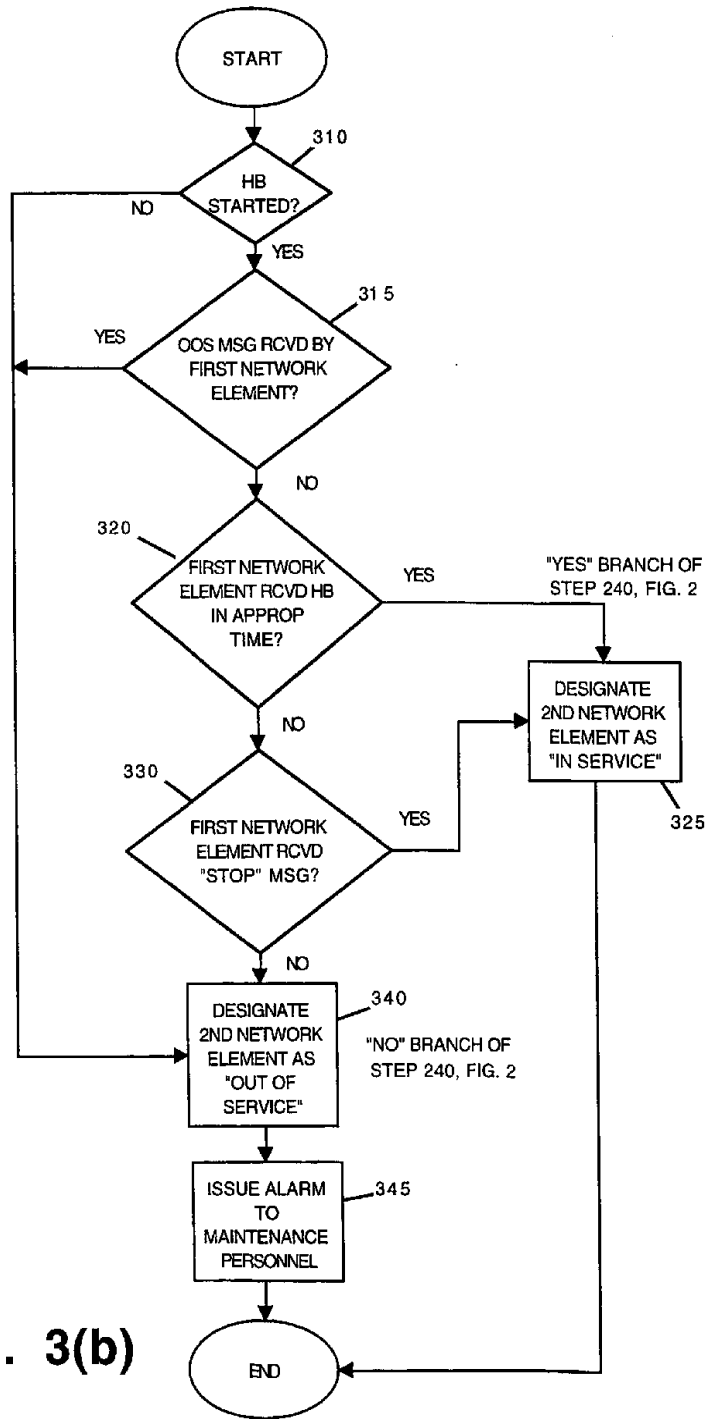 START
310
HB
STARTED?
NO
YES
315
YES
OOS MSG RCVD BY
FIRST NETWORK
ELEMENT?
NO
320
FIRST NETWORK
ELEMENT RCVD HB
IN APPROP
TIME?
YES
"YES" BRANCH OF
STEP 240, FIG. 2
DESIGNATE
2ND NETWORK
ELEMENT AS
"IN SERVICE"
325
NO
330
FIRST NETWORK
ELEMENT RCVD
"STOP" MSG?
YES
NO
340
DESIGNATE
2ND NETWORK
ELEMENT AS
"OUT OF
SERVICE"
"NO" BRANCH OF
STEP 240, FIG. 2
ISSUE ALARM
TO
MAINTENANCE
PERSONNEL
345
. 3(b)
END